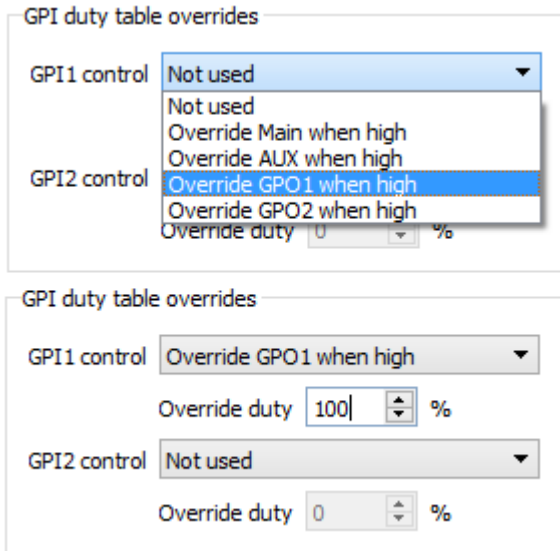 GPI duty table overrides
GPI1 control Not used
Not used
Override Main when high
Override AUX when high
GPI2 control Override GPO1 when high
Override GPO2 when high
Override duty 0 %
GPI duty table overrides
GPI1 control Override GPO1 when high
Override duty 100 %
GPI2 control Not used
Override duty 0 %